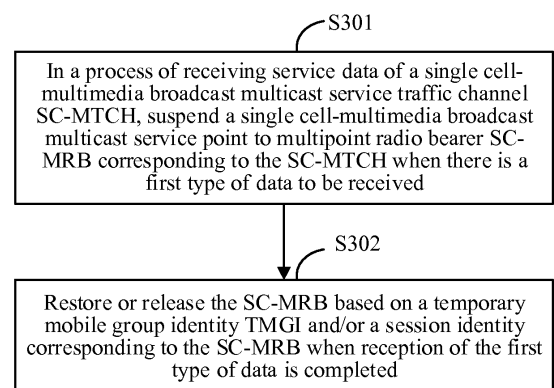 S301
In a process of receiving service data of a single cell-
multimedia broadcast multicast service traffic channel
SC-MTCH, suspend a single cell-multimedia broadcast
multicast service point to multipoint radio bearer SC-
MRB corresponding to the SC-MTCH when there is a
first type of data to be received
S302
Restore or release the SC-MRB based on a temporary
mobile group identity TMGI and/or a session identity
corresponding to the SC-MRB when reception of the first
type of data is completed